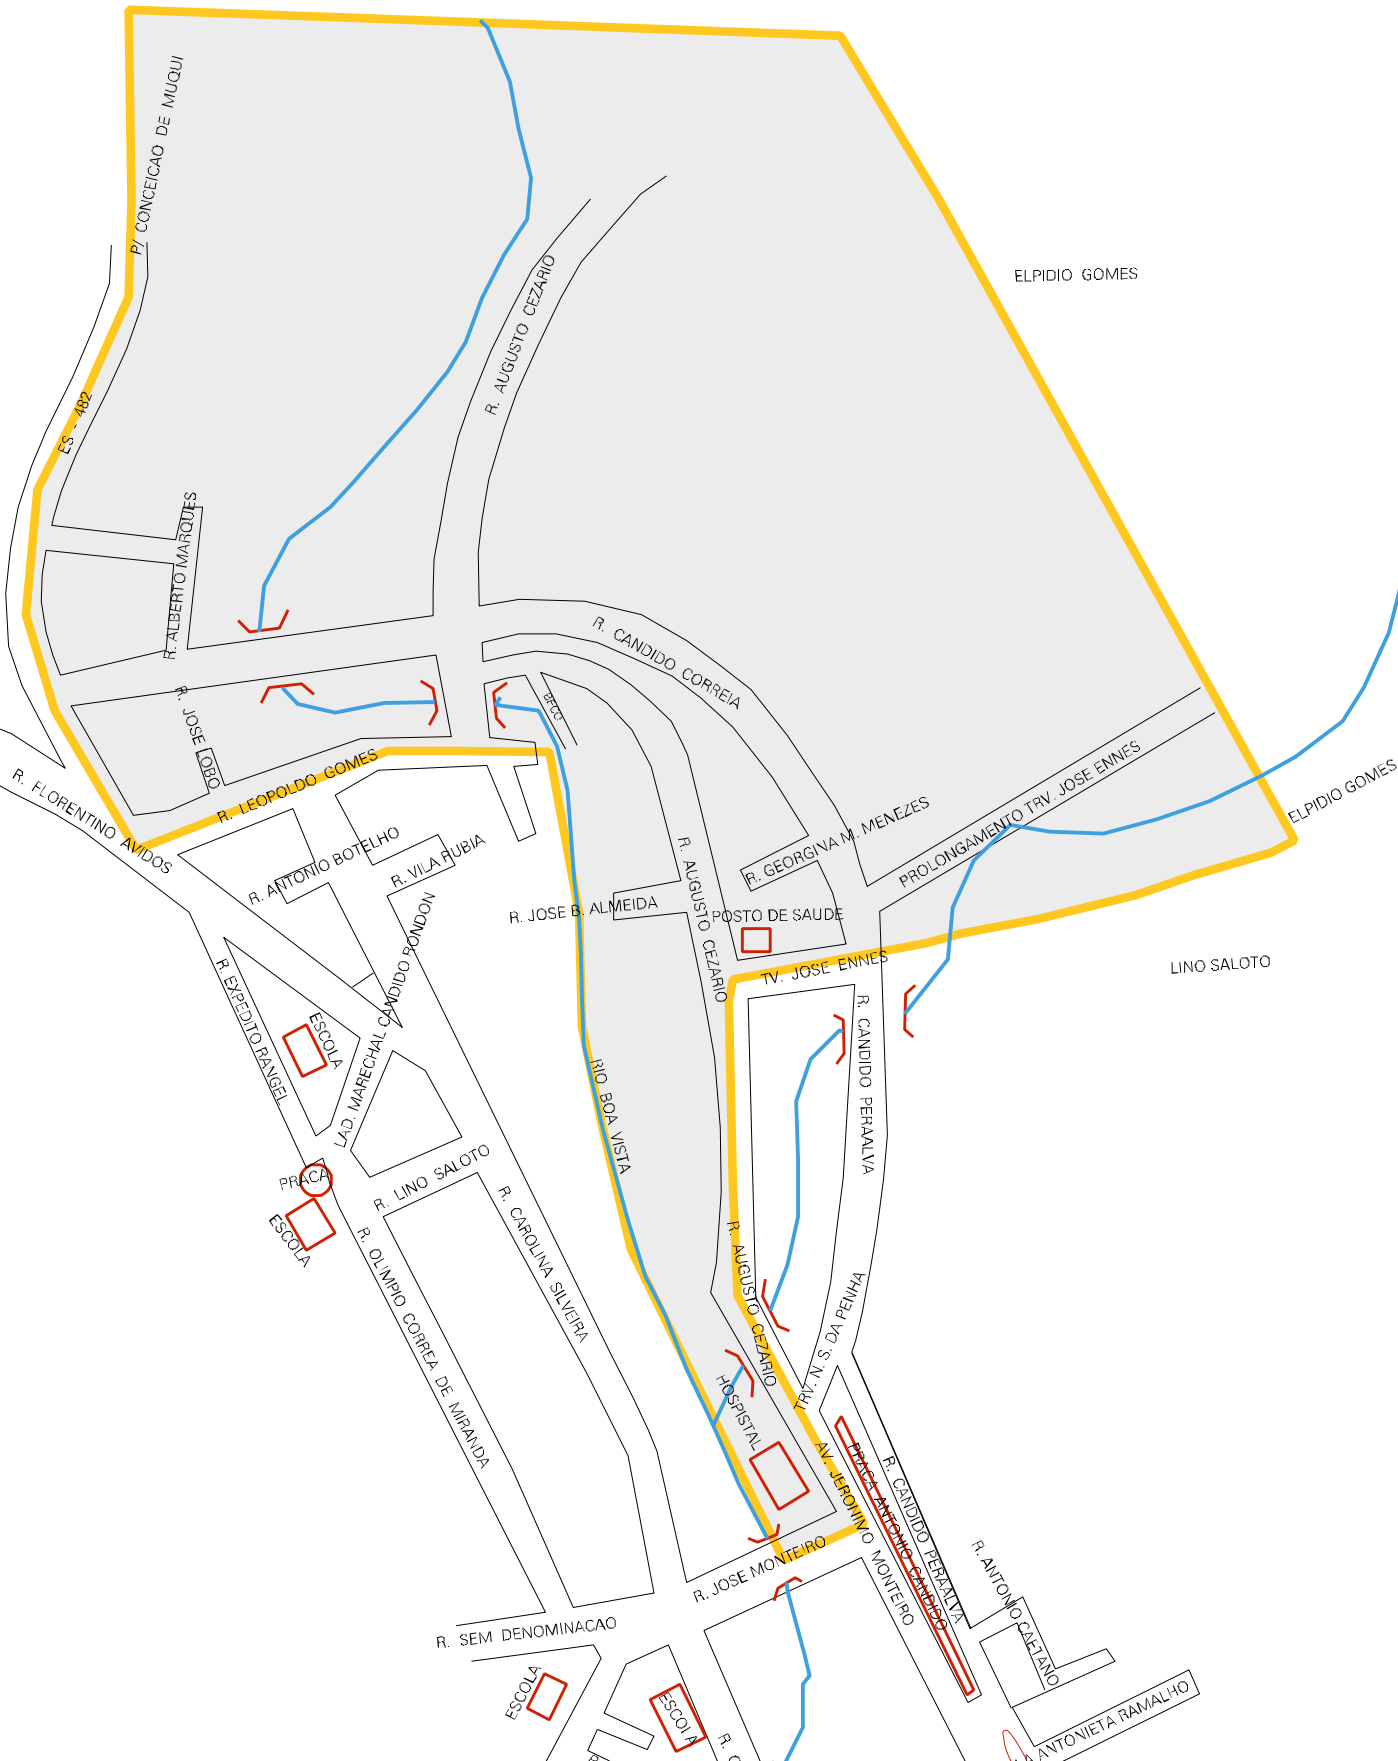 P/ CONCEICAO DE MUQUI
ELPIDIO GOMES
R. AUGUSTO CEZARIO
ES - 482
R. ALBERTO MARQUES
R. CANDIDO CORREIA
R. JOSE LOBO
BECO
R. LEOPOLDO GOMES
R. FLORENTINO AVIDOS
PROLONGAMENTO TRV. JOSE ENNES
ELPIDIO GOMES
R. GEORGINA M. MENEZES
R. ANTONIO BOTELHO
R. VILA RUBIA
R. AUGUSTO CEZARIO
R. JOSE B. ALMEIDA
POSTO DE SAUDE
LAD. MARECHAL CANDIDO RONDON
TV. JOSE ENNES
LINO SALOTO
R. EXPEDITO RANGEL
ESCOLA
R. CANDIDO PERAALVA
RIO BOA VISTA
PRACA
R. LINO SALOTO
ESCOLA
R. CAROLINA SILVEIRA
R. OLIMPIO CORREA DE MIRANDA
R. AUGUSTO CEZARIO
TRV. N. S. DA PENHA
HOSPISTAL
AV. JERONIMO MONTEIRO
PRACA ANTONIO CANDIDO
R. CANDIDO PERAALVA
R. JOSE MONTEIRO
R. ANTONIO CAETANO
R. SEM DENOMINACAO
ESCOLA
ESCOLA
A ANTONIETA RAMALHO